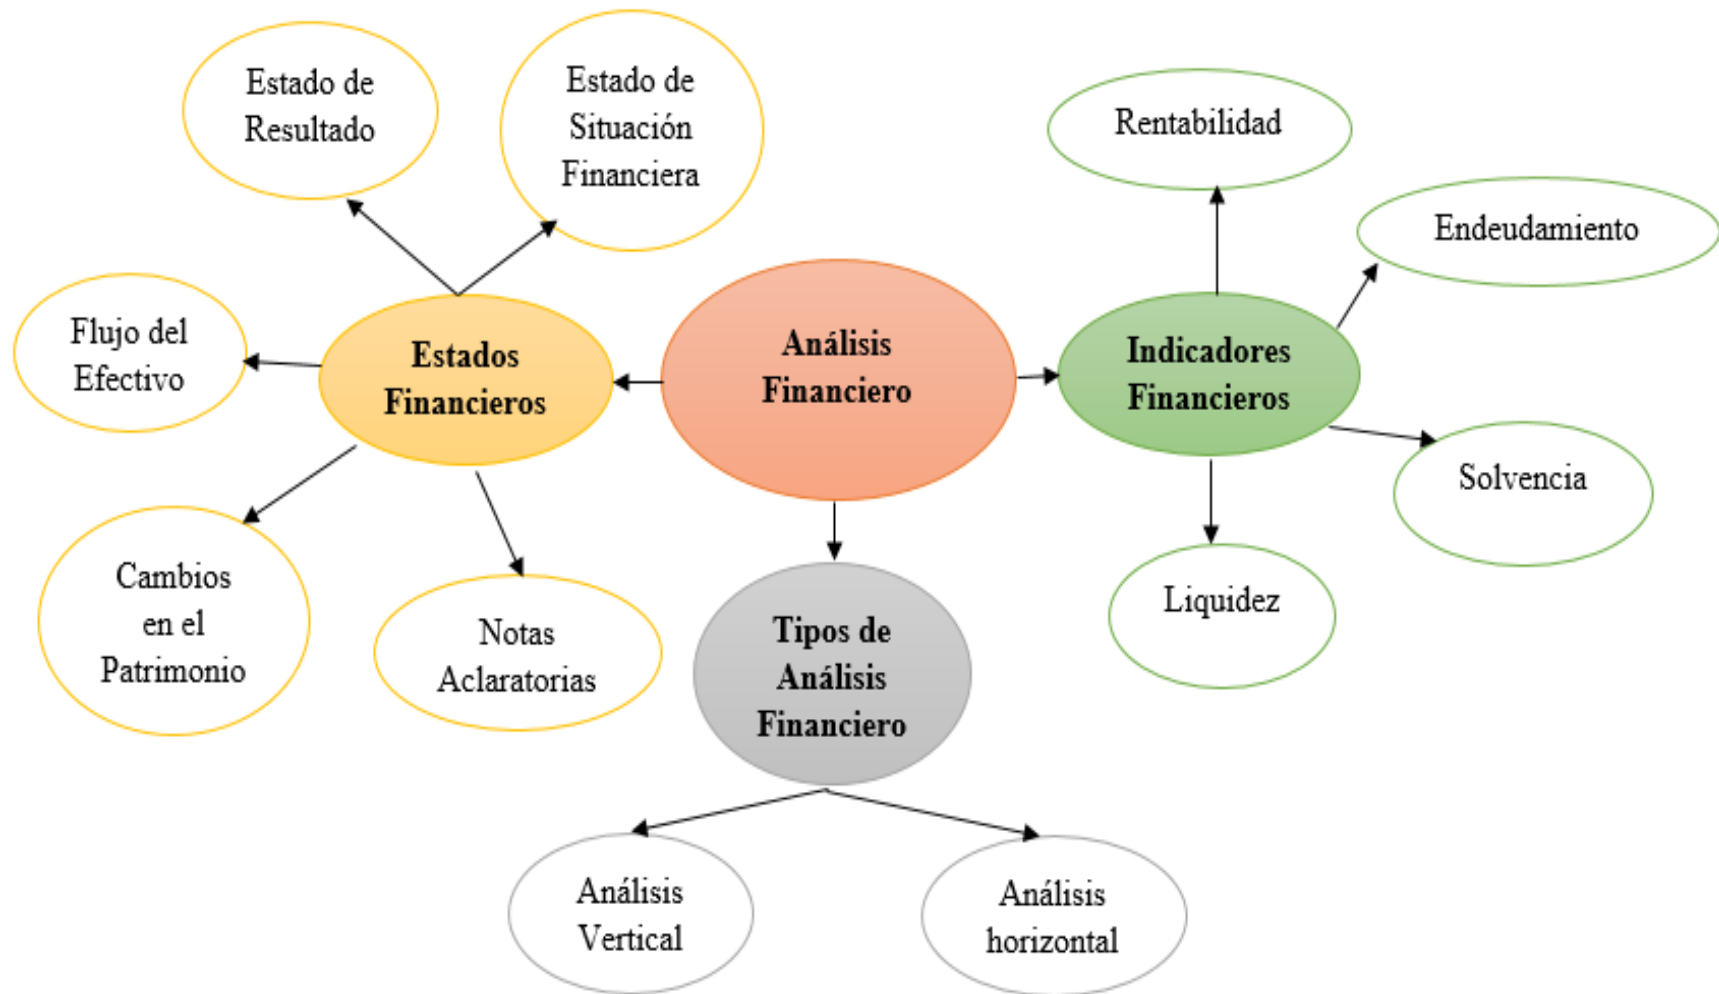 Estado de
Resultado
Estado de
Situación
Financiera
Rentabilidad
Endeudamiento
Flujo del
Efectivo
Estados
Financieros
Análisis
Financiero
Indicadores
Financieros
Solvencia
Cambios
en el
Patrimonio
Notas
Aclaratorias
Tipos de
Análisis
Financiero
Liquidez
Análisis
Vertical
Análisis
horizontal